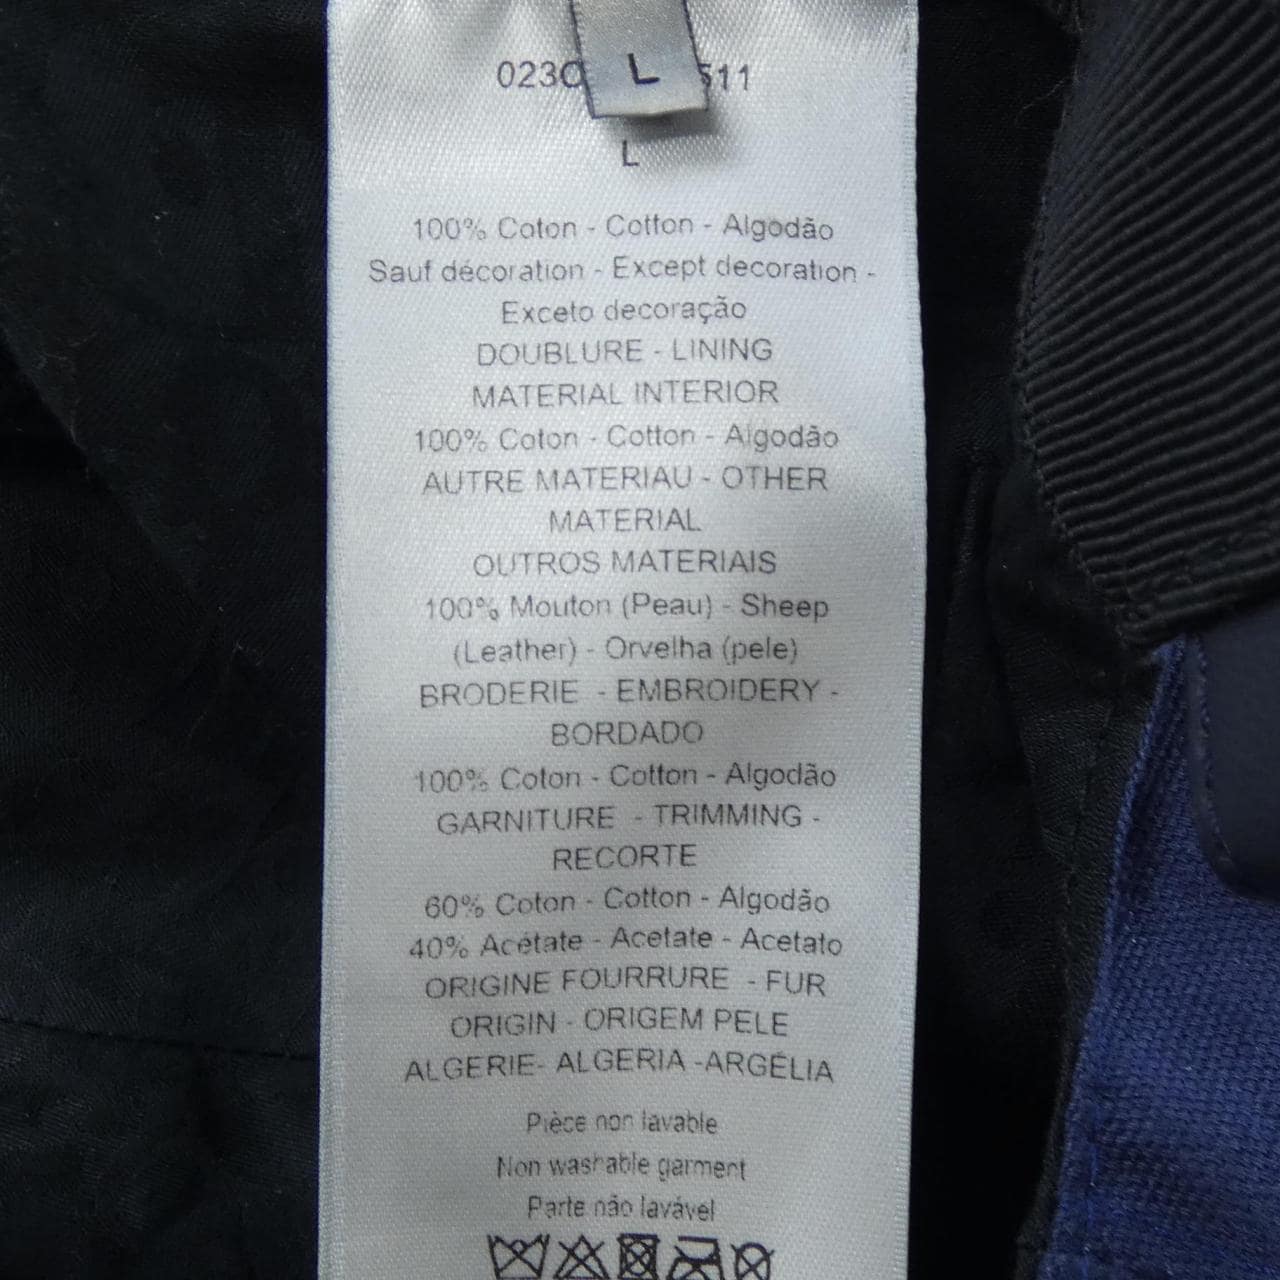 L
L
100% Coton - Cotton - Algodão
Sauf décoration - Except decoration -
Exceto decoração
DOUBLURE - LINING
MATERIAL INTERIOR
100% Coton - Cotton - Algodão
AUTRE MATERIAU - OTHER
MATERIAL
OUTROS MATERIAIS
100% Mouton (Peau) - Sheep
(Leather) - Orvelha (pele)
BRODERIE - EMBROIDERY -
BORDADO
100% Coton - Cotton - Algodão
GARNITURE - TRIMMING -
RECORTE
60% Coton - Cotton - Algodão
40% Acétate - Acetate - Acetato
ORIGINE FOURRURE - FUR
ORIGIN - ORIGEM PELE
ALGERIE- ALGERIA -ARGÉLIA
Pièce non lavable
Non washable garment
Parte não lavável